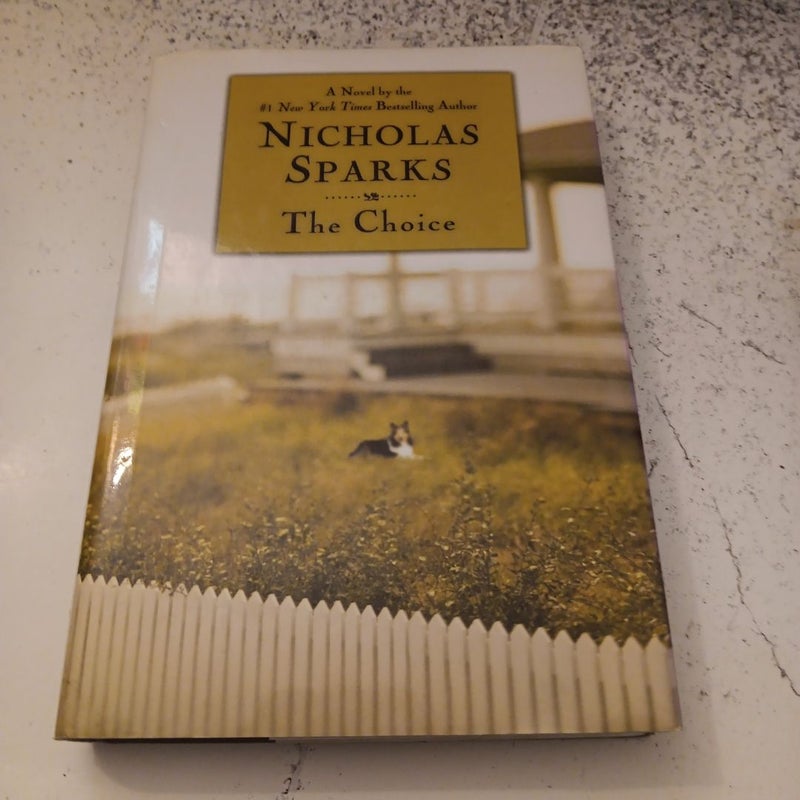 A Novel by the
#1 New York Times Bestselling Author
NICHOLAS
SPARKS
The Choice